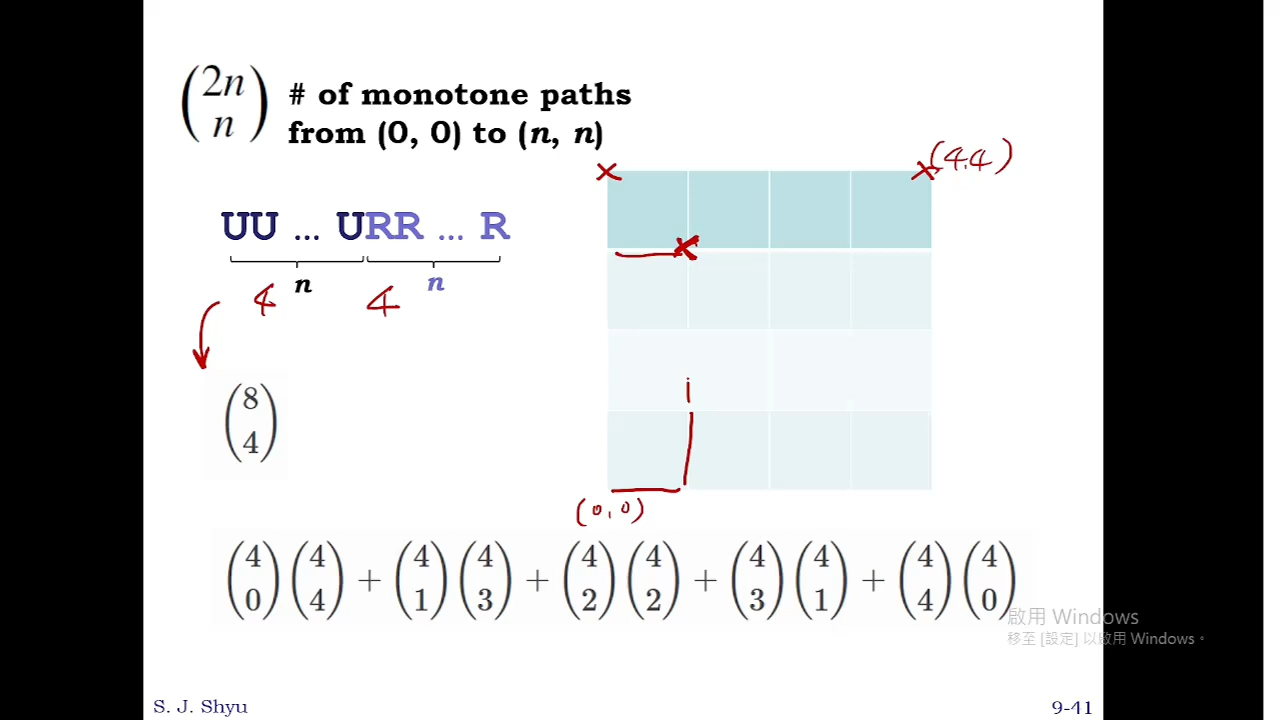 (2n
n) # of monotone paths
from (0, 0) to (n, n)
(4.4)
UU ... URR ... R
n n
4 4
(8
4)
i
(0,0)
(4 0)(4 4) + (4 1)(4 3) + (4 2)(4 2) + (4 3)(4 1) + (4 4)(4 0)
啟用 Windows
移至 [設定] 以啟用 Windows。
S. J. Shyu
9-41